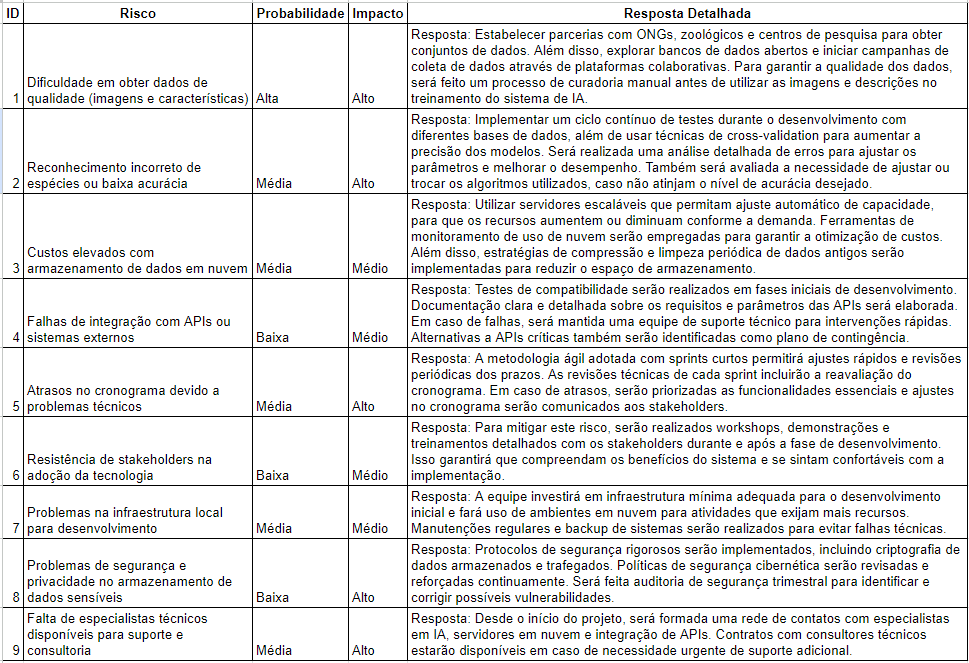 ID Risco Probabilidade Impacto Resposta Detalhada
Resposta: Estabelecer parcerias com ONGs, zoológicos e centros de pesquisa para obter
conjuntos de dados. Além disso, explorar bancos de dados abertos e iniciar campanhas de
coleta de dados através de plataformas colaborativas. Para garantir a qualidade dos dados,
Dificuldade em obter dados de será feito um processo de curadoria manual antes de utilizar as imagens e descrições no
1 qualidade (imagens e características) Alta Alto treinamento do sistema de IA.
Resposta: Implementar um ciclo contínuo de testes durante o desenvolvimento com
diferentes bases de dados, além de usar técnicas de cross-validation para aumentar a
precisão dos modelos. Será realizada uma análise detalhada de erros para ajustar os
Reconhecimento incorreto de parâmetros e melhorar o desempenho. Também será avaliada a necessidade de ajustar ou
2 espécies ou baixa acurácia Média Alto trocar os algoritmos utilizados, caso não atinjam o nível de acurácia desejado.
Resposta: Utilizar servidores escaláveis que permitam ajuste automático de capacidade,
para que os recursos aumentem ou diminuam conforme a demanda. Ferramentas de
monitoramento de uso de nuvem serão empregadas para garantir a otimização de custos.
Custos elevados com Além disso, estratégias de compressão e limpeza periódica de dados antigos serão
3 armazenamento de dados em nuvem Média Médio implementadas para reduzir o espaço de armazenamento.
Resposta: Testes de compatibilidade serão realizados em fases iniciais de desenvolvimento.
Documentação clara e detalhada sobre os requisitos e parâmetros das APIs será elaborada.
Falhas de integração com APIs ou Em caso de falhas, será mantida uma equipe de suporte técnico para intervenções rápidas.
4 sistemas externos Baixa Médio Alternativas a APIs críticas também serão identificadas como plano de contingência.
Resposta: A metodologia ágil adotada com sprints curtos permitirá ajustes rápidos e revisões
periódicas dos prazos. As revisões técnicas de cada sprint incluirão a reavaliação do
Atrasos no cronograma devido a cronograma. Em caso de atrasos, serão priorizadas as funcionalidades essenciais e ajustes
5 problemas técnicos Média Alto no cronograma serão comunicados aos stakeholders.
Resposta: Para mitigar este risco, serão realizados workshops, demonstrações e
treinamentos detalhados com os stakeholders durante e após a fase de desenvolvimento.
Resistência de stakeholders na Isso garantirá que compreendam os benefícios do sistema e se sintam confortáveis com a
6 adoção da tecnologia Baixa Médio implementação.
Resposta: A equipe investirá em infraestrutura mínima adequada para o desenvolvimento
Problemas na infraestrutura local inicial e fará uso de ambientes em nuvem para atividades que exijam mais recursos.
7 para desenvolvimento Média Médio Manutenções regulares e backup de sistemas serão realizados para evitar falhas técnicas.
Resposta: Protocolos de segurança rigorosos serão implementados, incluindo criptografia de
Problemas de segurança e dados armazenados e trafegados. Políticas de segurança cibernética serão revisadas e
privacidade no armazenamento de reforçadas continuamente. Será feita auditoria de segurança trimestral para identificar e
8 dados sensíveis Baixa Alto corrigir possíveis vulnerabilidades.
Falta de especialistas técnicos Resposta: Desde o início do projeto, será formada uma rede de contatos com especialistas
disponíveis para suporte e em IA, servidores em nuvem e integração de APIs. Contratos com consultores técnicos
9 consultoria Média Alto estarão disponíveis em caso de necessidade urgente de suporte adicional.